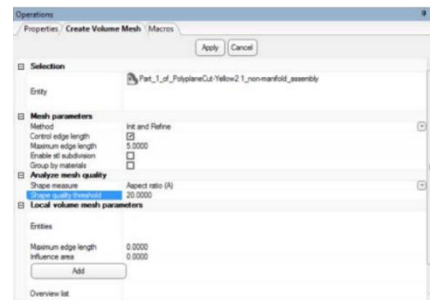 Operations
Properties Create Volume Mesh Macros
Apply Cancel
Selection
Entity Part_1_of_PolyplaneCut-Yellow2 1_non-manifold_assembly
Mesh parameters
Method Init and Refine
Control edge length
Maximum edge length 5.0000
Enable stl subdivision
Group by materials
Analyze mesh quality
Shape measure Aspect ratio (A)
Shape quality threshold 20.0000
Local volume mesh parameters
Entities
Maximum edge length 0.0000
Influence area 0.0000
Add
Overview list